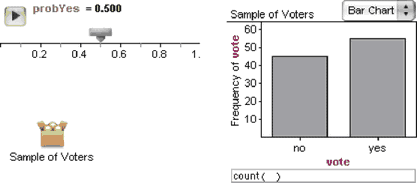 probYes = 0.500
0.2 0.4 0.6 0.8 1.
Sample of Voters
Sample of Voters
Bar Chart
Frequency of vote
60
50
40
30
20
10
no yes
vote
count( )